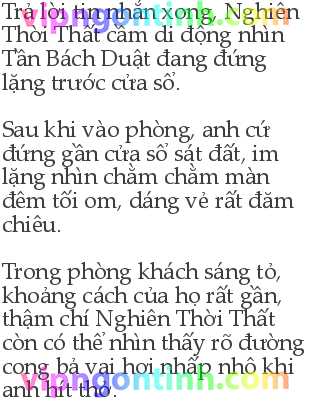 Trả lời tin nhắn xong, Nghiên
Thời Thất cầm di động nhìn
Tần Bách Duật đang đứng
lặng trước cửa sổ.
Sau khi vào phòng, anh cứ
đứng gần cửa sổ sát đất, im
lặng nhìn chằm chằm màn
đêm tối om, dáng vẻ rất đăm
chiêu.
Trong phòng khách sáng tỏ,
khoảng cách của họ rất gần,
thậm chí Nghiên Thời Thất
còn có thể nhìn thấy rõ đường
cong bả vai hơi nhấp nhô khi
anh hít thở.
vipngontinh.com
vipngontinh.com